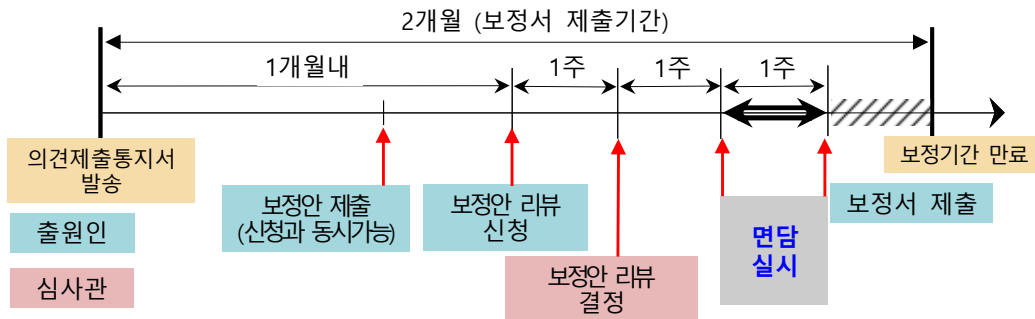 2개월 (보정서 제출기간)
1개월내
1주
1주
1주
의견제출통지서
발송
보정기간 만료
출원인
심사관
보정안 제출
(신청과 동시가능)
보정안 리뷰
신청
보정안 리뷰
결정
면담
실시
보정서 제출